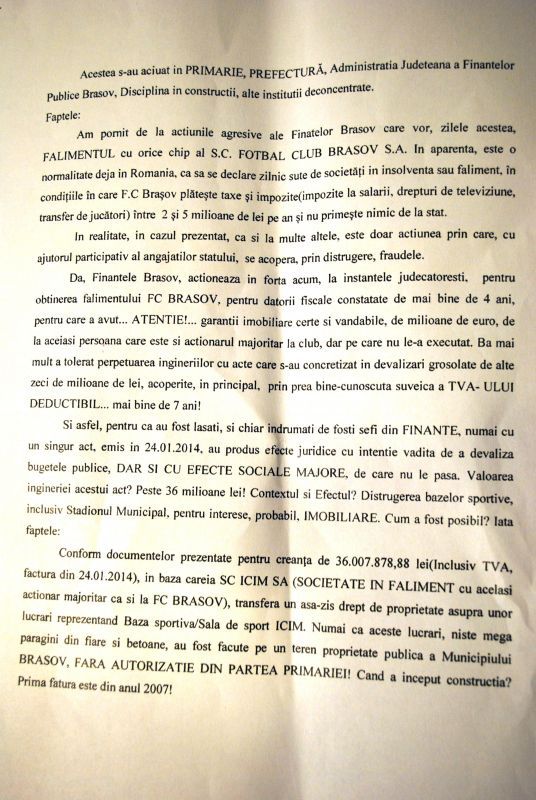 Acestea s-au aciuat in PRIMARIE, PREFECTURĂ, Administratia Judeteana a Finantelor
Publice Brasov, Disciplina in constructii, alte institutii deconcentrate.
Faptele:
Am pornit de la actiunile agresive ale Finatelor Brasov care vor, zilele acestea,
FALIMENTUL cu orice chip al S.C. FOTBAL CLUB BRASOV S.A. In aparenta, este o
normalitate deja in Romania, ca sa se declare zilnic sute de societăți in insolventa sau faliment, în
condițiile în care F.C Brașov plătește taxe și impozite(impozite la salarii, drepturi de televiziune,
transfer de jucători) între 2 și 5 milioane de lei pe an și nu primește nimic de la stat.
In realitate, in cazul prezentat, ca si la multe altele, este doar actiunea prin care, cu
ajutorul participativ al angajatilor statului, se acopera, prin distrugere, fraudele.
Da, Finantele Brasov, actioneaza in forta acum, la instantele judecatoresti, pentru
obtinerea falimentului FC BRASOV, pentru datorii fiscale constatate de mai bine de 4 ani,
pentru care a avut... ATENTIE!... garantii imobiliare certe si vandabile, de milioane de euro, de
la aceiasi persoana care este si actionarul majoritar la club, dar pe care nu le-a executat. Ba mai
mult a tolerat perpetuarea ingineriilor cu acte care s-au concretizat in devalizari grosolate de alte
zeci de milioane de lei, acoperite, in principal, prin prea bine-cunoscuta suveica a TVA- ULUI
DEDUCTIBIL... mai bine de 7 ani!
Si asfel, pentru ca au fost lasati, si chiar indrumati de fosti sefi din FINANTE, numai cu
un singur act, emis in 24.01.2014, au produs efecte juridice cu intentie vadita de a devaliza
bugetele publice, DAR SI CU EFECTE SOCIALE MAJORE, de care nu le pasa. Valoarea
ingineriei acestui act? Peste 36 milioane lei! Contextul si Efectul? Distrugerea bazelor sportive,
inclusiv Stadionul Municipal, pentru interese, probabil, IMOBILIARE. Cum a fost posibil? Iata
faptele:
Conform documentelor prezentate pentru creanța de 36.007.878,88 lei(Inclusiv TVA,
factura din 24.01.2014), in baza careia SC ICIM SA (SOCIETATE IN FALIMENT cu acelasi
actionar majoritar ca si la FC BRASOV), transfera un asa-zis drept de proprietate asupra unor
lucrari reprezentand Baza sportiva/Sala de sport ICIM. Numai ca aceste lucrari, niste mega
paragini din fiare si betoane, au fost facute pe un teren proprietate publica a Municipiului
BRASOV, FARA AUTORIZATIE DIN PARTEA PRIMARIEI! Cand a inceput constructia?
Prima fatura este din anul 2007!